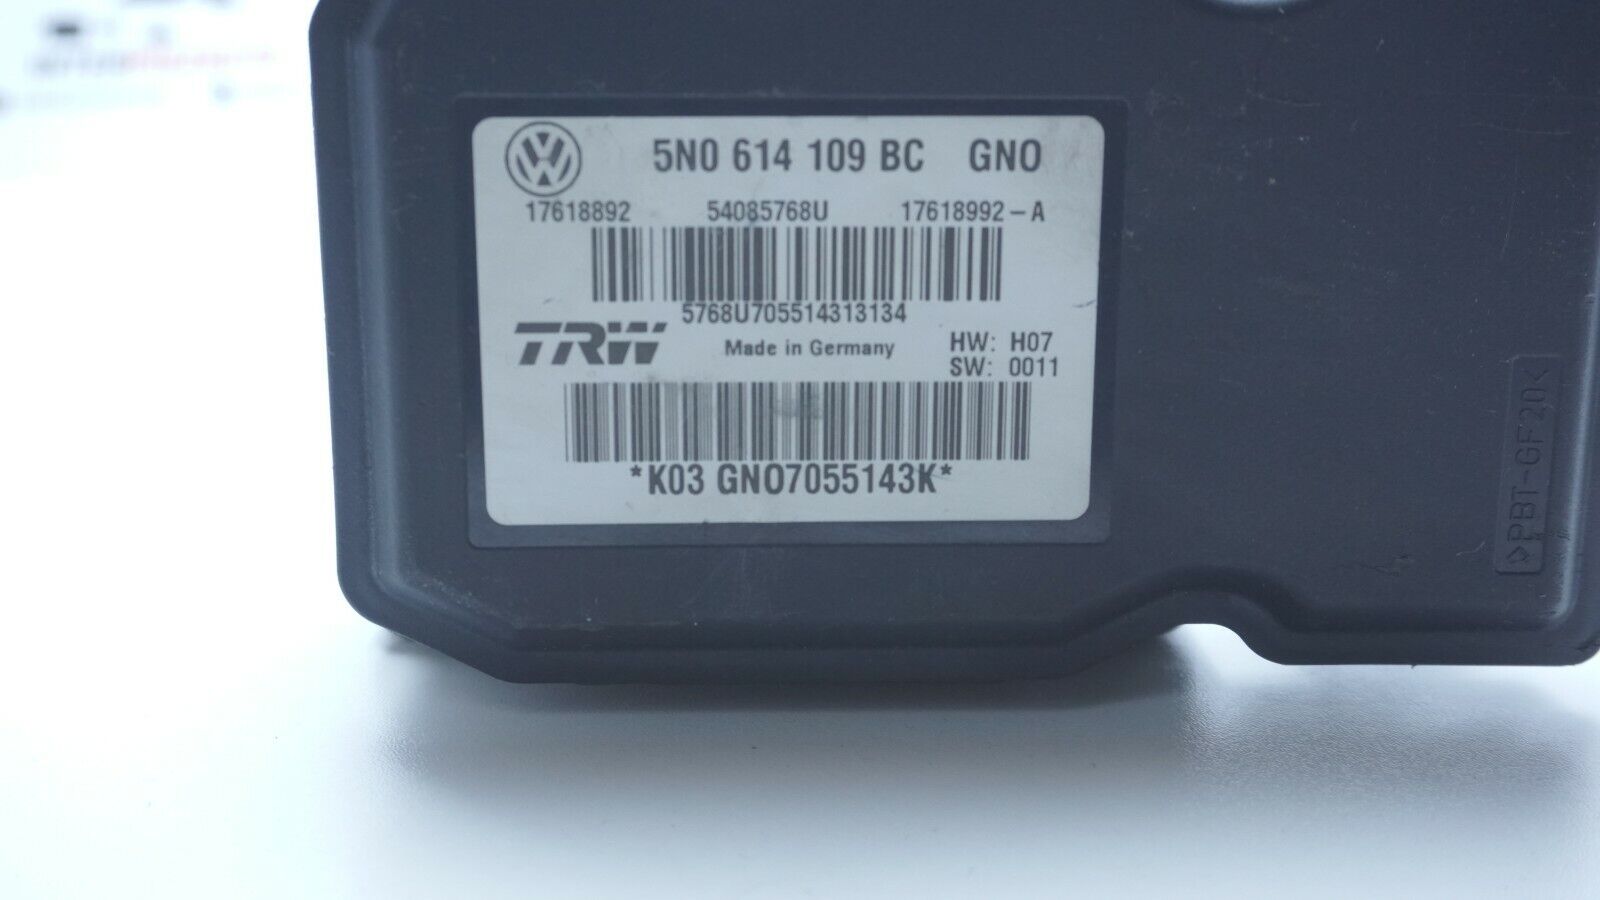 5N0 614 109 BC GNO
17618892 54085768U 17618992-A
5768U705514313134
TRW Made in Germany HW: H07
SW: 0011
*K03 GNO7055143K*
>PBT-GF20<